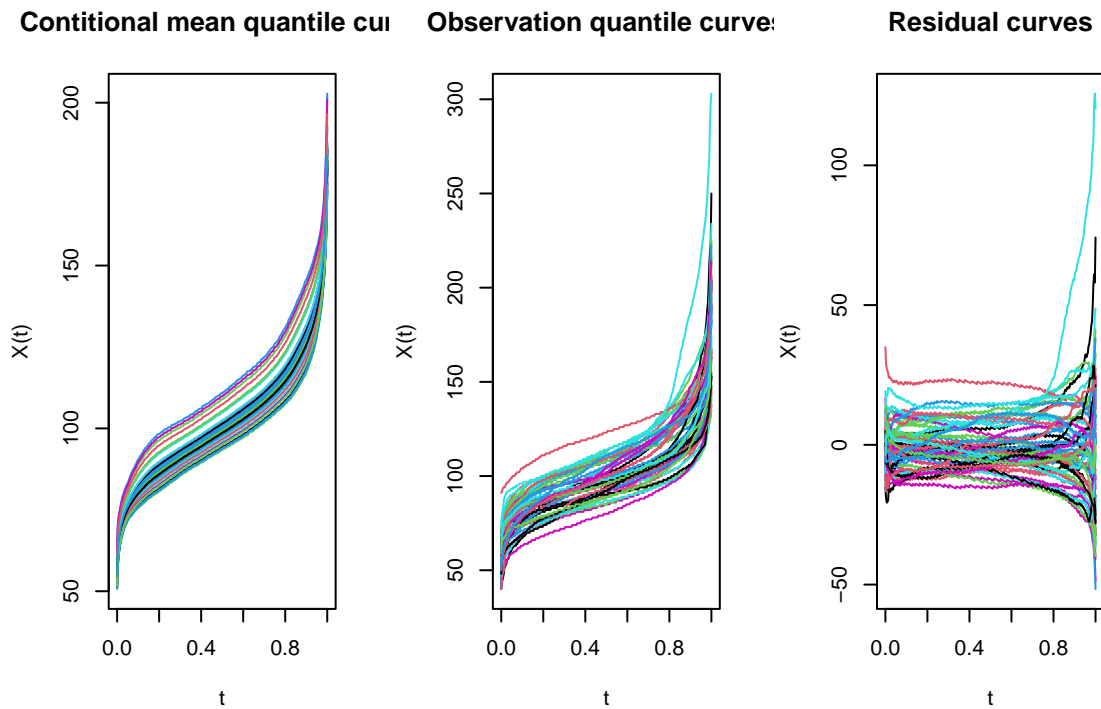 Contitional mean quantile cur
Observation quantile curves
Residual curves
X(t)
200
150
100
50
0.0
0.4
0.8
t
X(t)
300
250
200
150
100
50
0.0
0.4
0.8
t
X(t)
100
50
0
−50
0.0
0.4
0.8
t